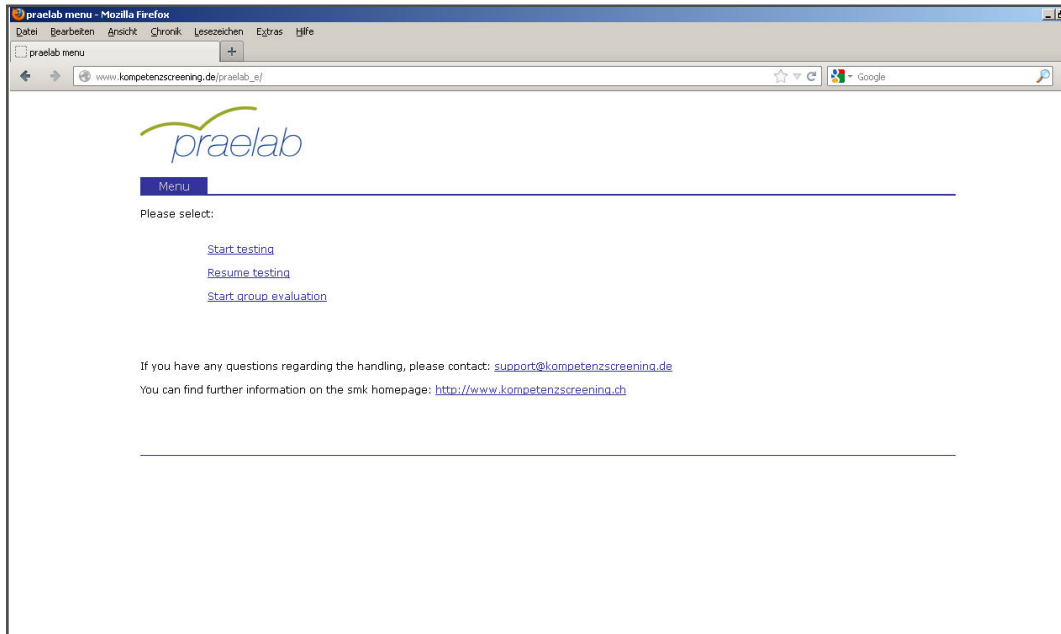 praelab menu - Mozilla Firefox
Datei Bearbeiten Ansicht Chronik Lesezeichen Extras Hilfe
praelab menu +
www.kompetenzscreening.de/praelab_e/ Google
praelab
Menu
Please select:
Start testing
Resume testing
Start group evaluation
If you have any questions regarding the handling, please contact: support@kompetenzscreening.de
You can find further information on the smk homepage: http://www.kompetenzscreening.ch